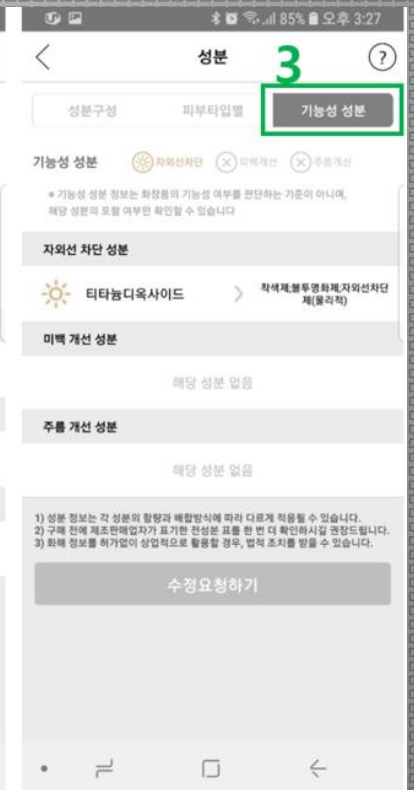 85% 오후 3:27
성분
3
?
성분구성 피부타입별 기능성 성분
기능성 성분 자외선차단 미백개선 주름개선
* 기능성 성분 정보는 화장품의 기능성 여부를 판단하는 기준이 아니며,
해당 성분의 포함 여부만 확인할 수 있습니다
자외선 차단 성분
티타늄디옥사이드 착색제;불투명화제;자외선차단
제(물리적)
미백 개선 성분
해당 성분 없음
주름 개선 성분
해당 성분 없음
1) 성분 정보는 각 성분의 함량과 배합방식에 따라 다르게 적용될 수 있습니다.
2) 구매 전에 제조판매업자가 표기한 전성분 표를 한 번 더 확인하시길 권장드립니다.
3) 화해 정보를 허가없이 상업적으로 활용할 경우, 법적 조치를 받을 수 있습니다.
수정요청하기